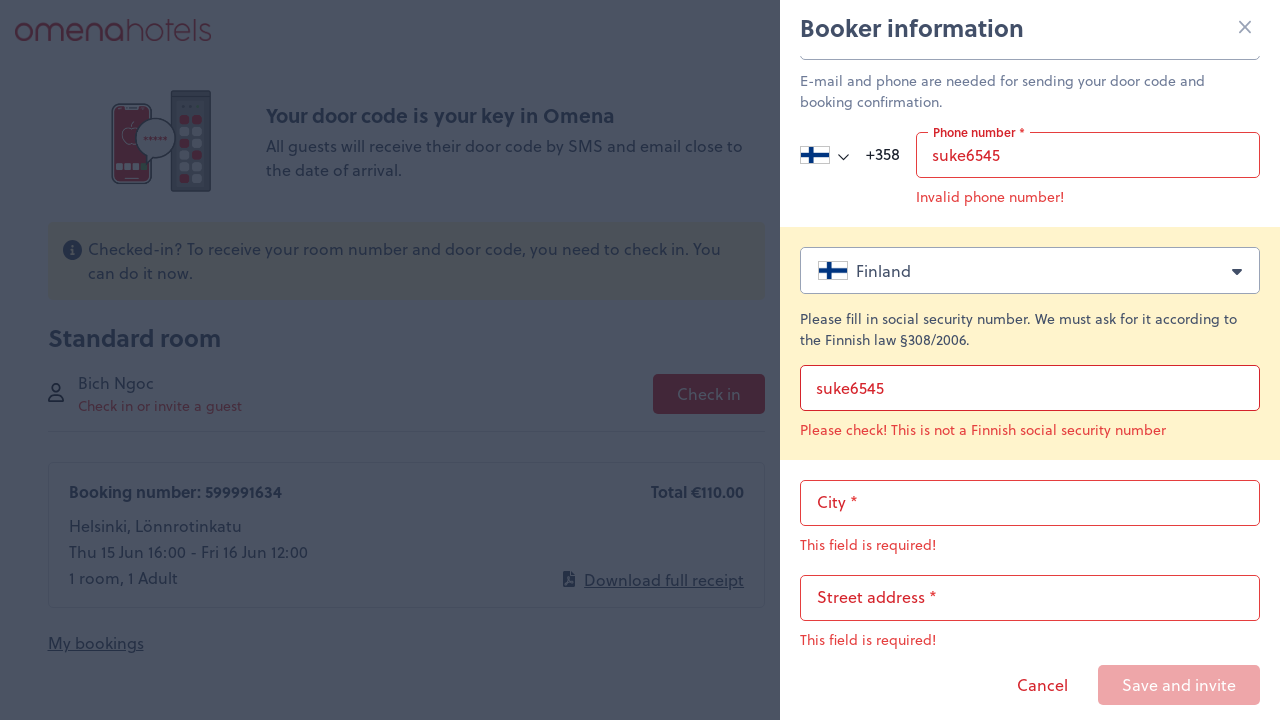 omenahotels
Your door code is your key in Omena
All guests will receive their door code by SMS and email close to
the date of arrival.
Checked-in? To receive your room number and door code, you need to check in. You
can do it now.
Standard room
Bich Ngoc
Check in or invite a guest
Check in
Booking number: 599991634
Total €110.00
Helsinki, Lönnrotinkatu
Thu 15 Jun 16:00 - Fri 16 Jun 12:00
1 room, 1 Adult
Download full receipt
My bookings
Booker information
E-mail and phone are needed for sending your door code and
booking confirmation.
Phone number *
+358
suke6545
Invalid phone number!
Finland
Please fill in social security number. We must ask for it according to
the Finnish law §308/2006.
suke6545
Please check! This is not a Finnish social security number
City *
This field is required!
Street address *
This field is required!
Cancel
Save and invite